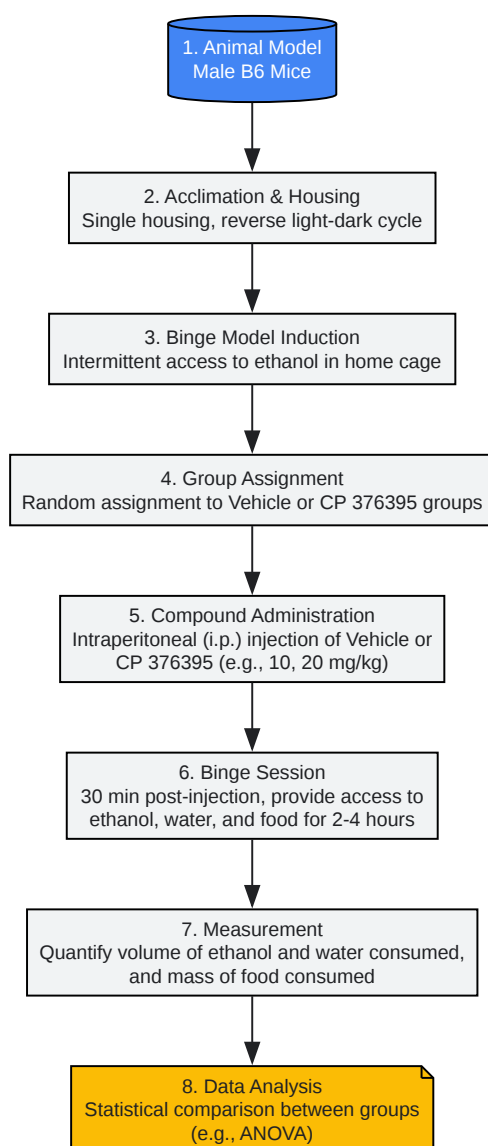 1. Animal Model
Male B6 Mice
2. Acclimation & Housing
Single housing, reverse light-dark cycle
3. Binge Model Induction
Intermittent access to ethanol in home cage
4. Group Assignment
Random assignment to Vehicle or CP 376395 groups
5. Compound Administration
Intraperitoneal (i.p.) injection of Vehicle or
CP 376395 (e.g., 10, 20 mg/kg)
6. Binge Session
30 min post-injection, provide access to
ethanol, water, and food for 2-4 hours
7. Measurement
Quantify volume of ethanol and water consumed,
and mass of food consumed
8. Data Analysis
Statistical comparison between groups
(e.g., ANOVA)